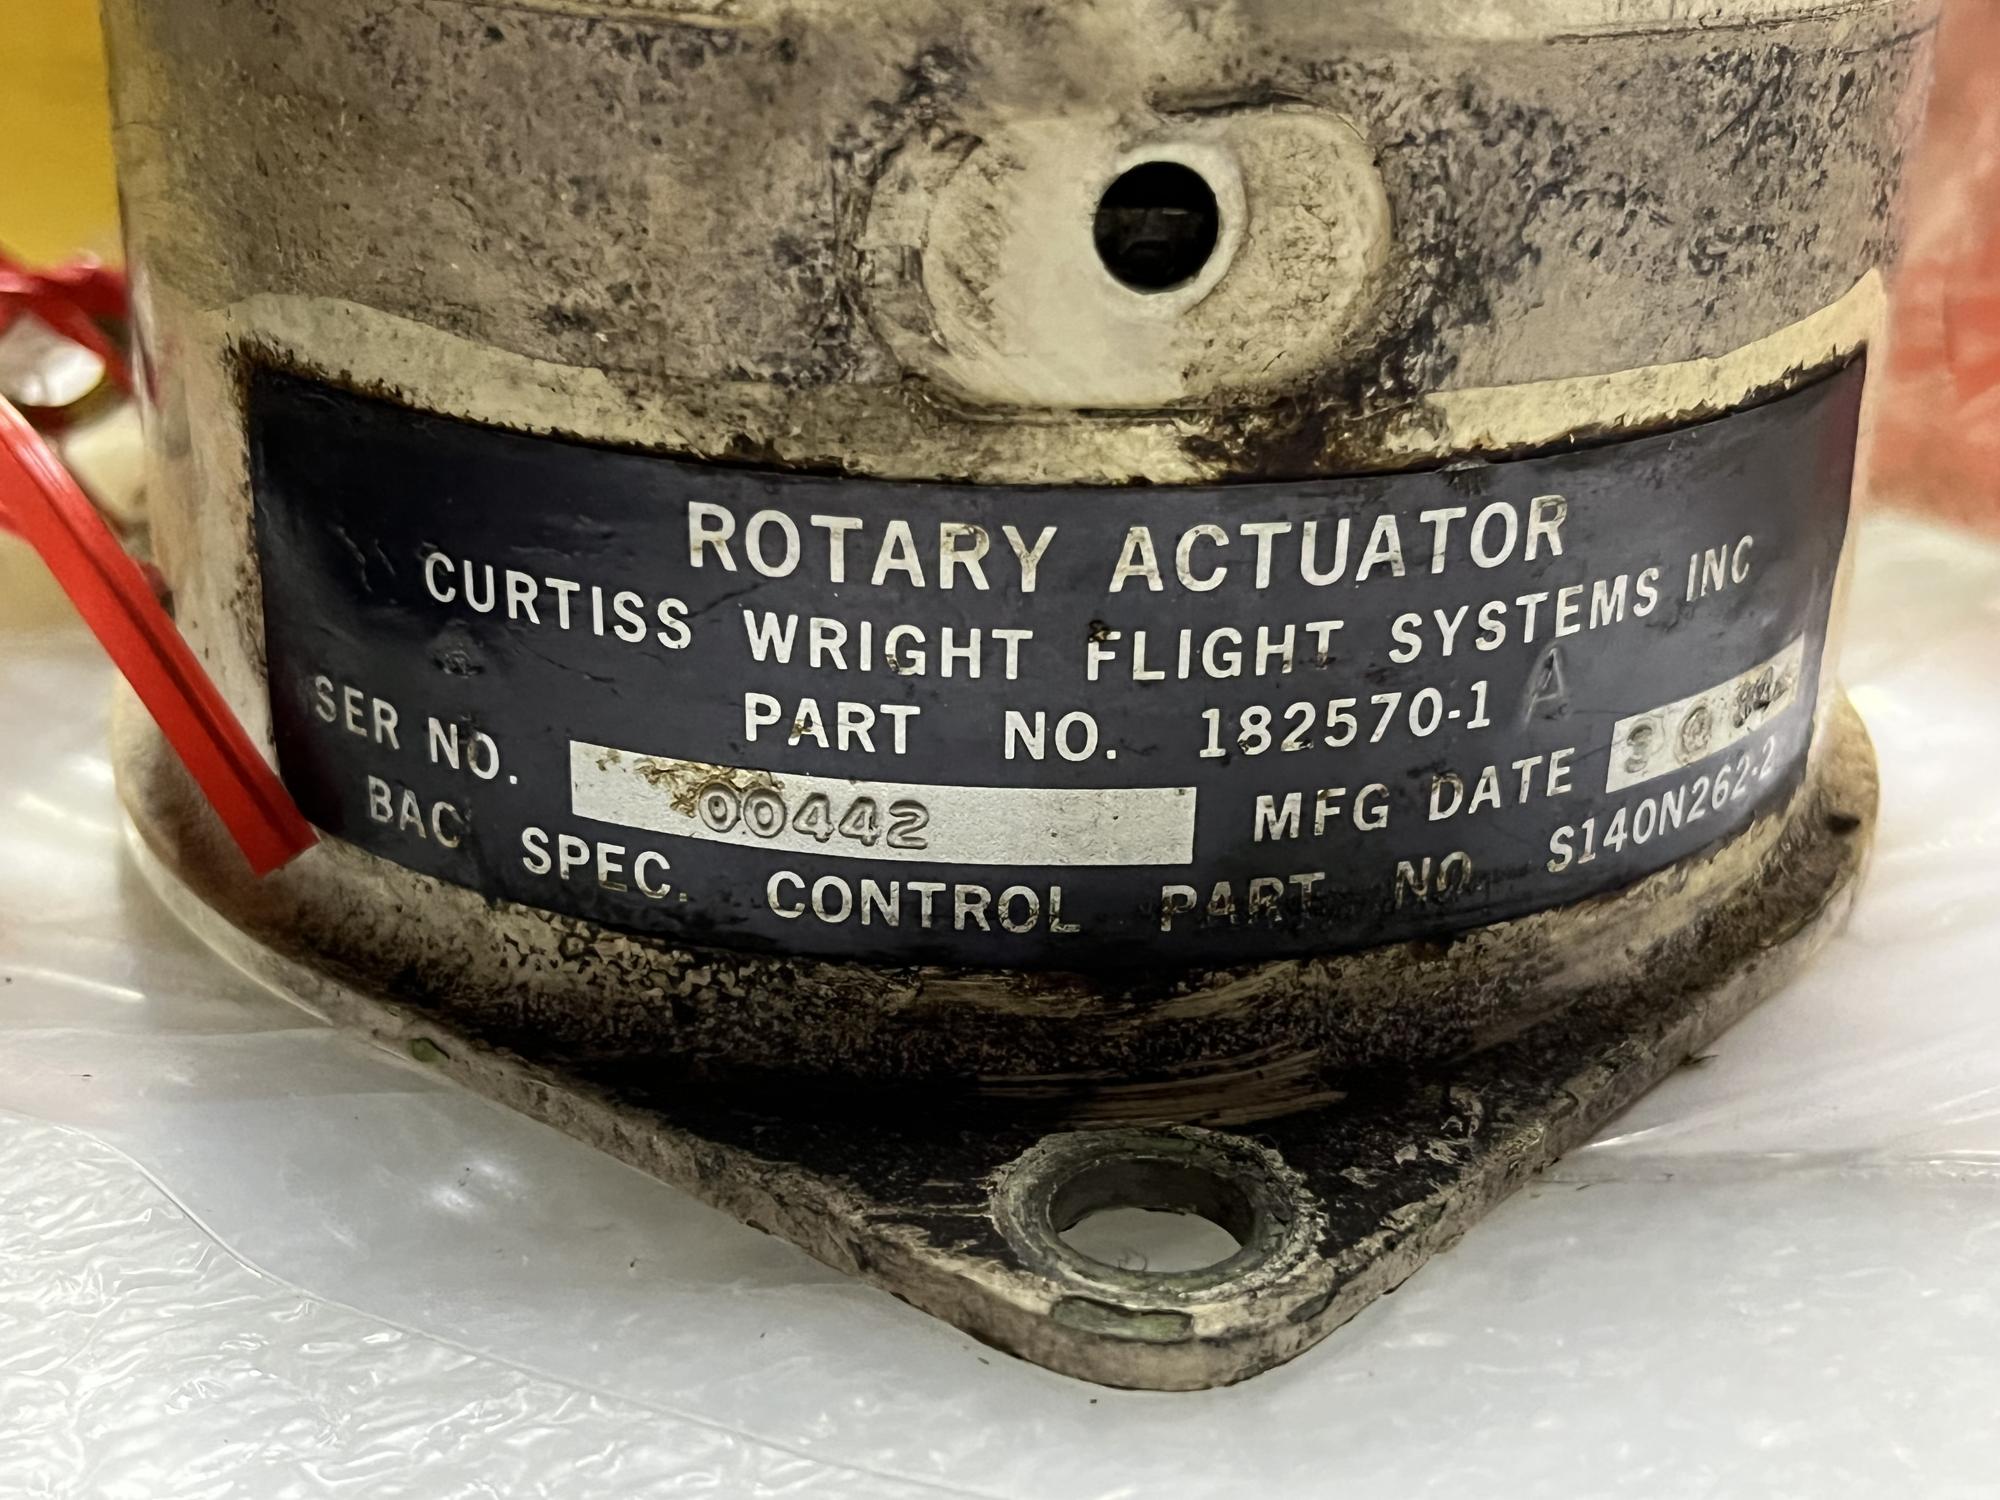 ROTARY ACTUATOR
CURTISS WRIGHT FLIGHT SYSTEMS INC
PART NO. 182570-1 A
SER NO. 00442 MFG DATE
BAC SPEC. CONTROL PART NO. S140N262-2